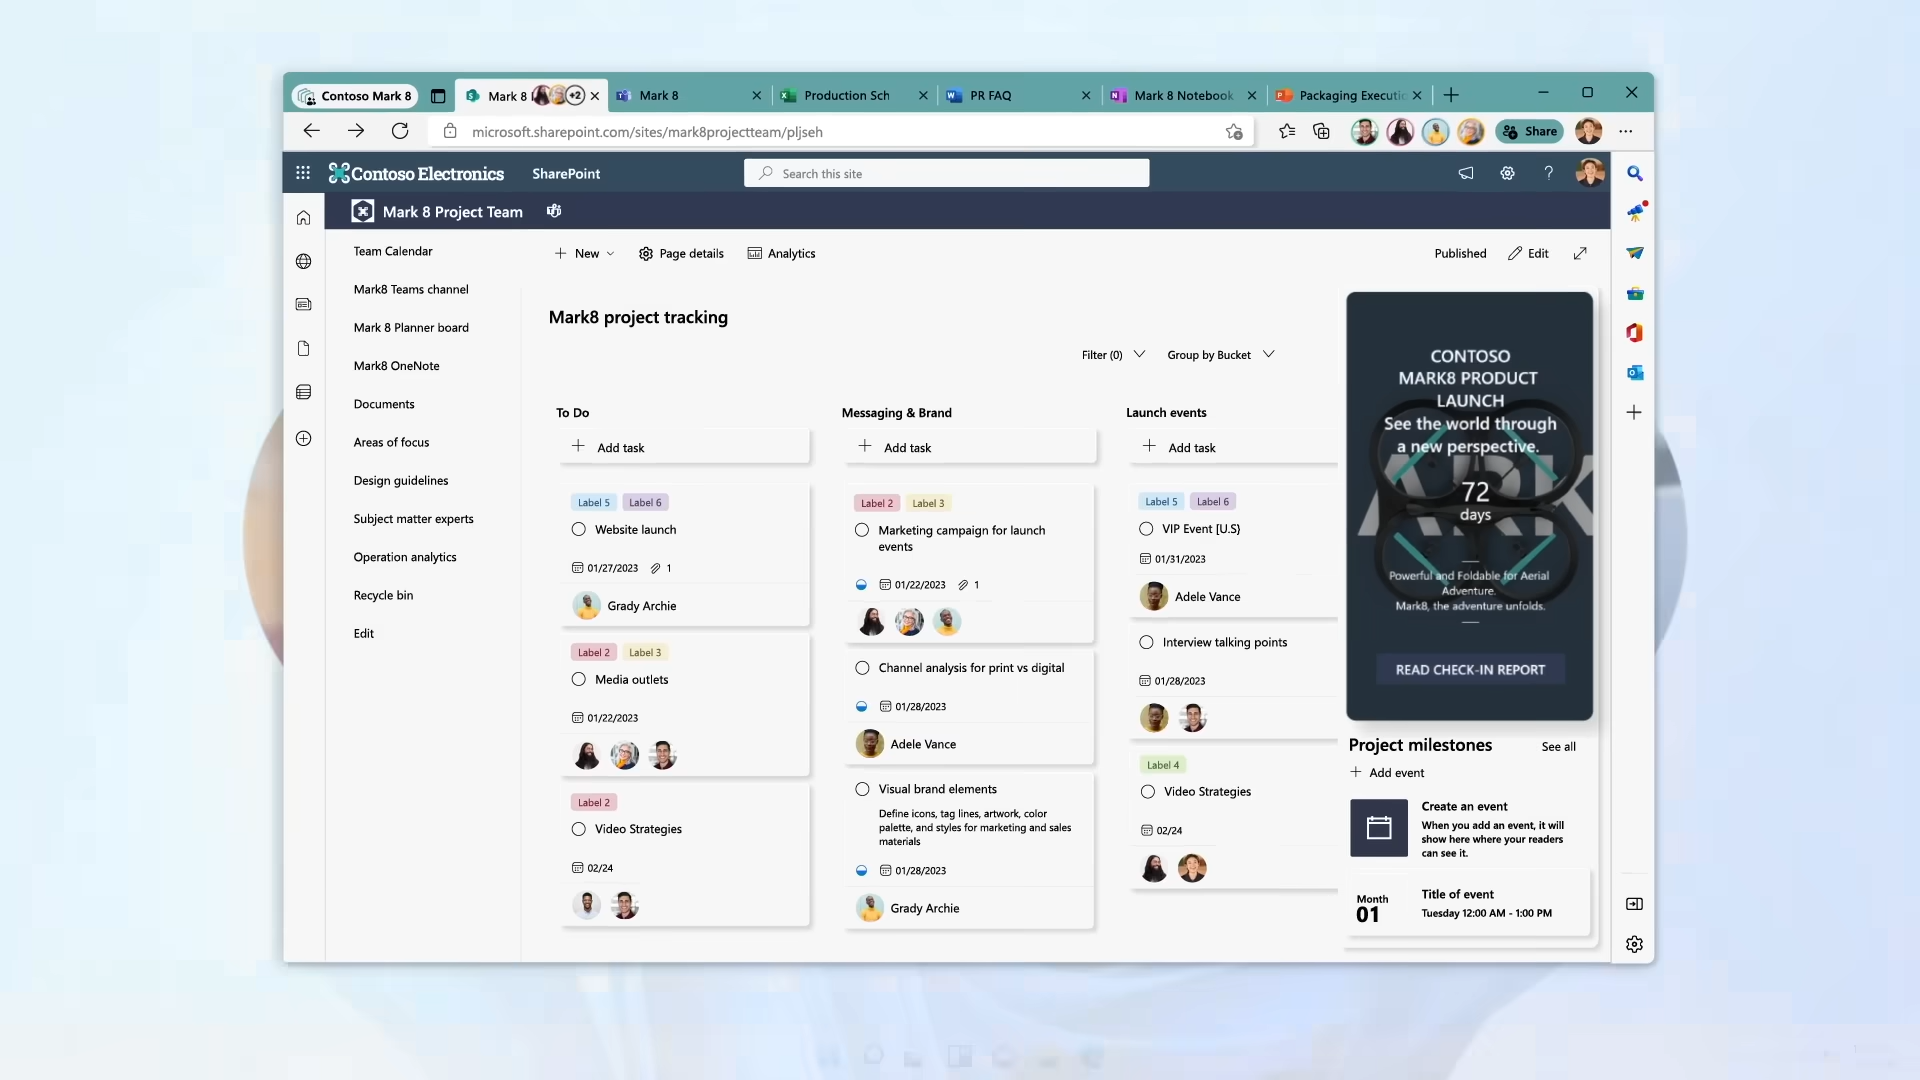 Contoso Mark 8
Mark 8
+2
Mark 8
Production Sch
PR FAQ
Mark 8 Notebook
Packaging Executic
microsoft.sharepoint.com/sites/mark8projectteam/pljseh
Share
Contoso Electronics
SharePoint
Search this site
Mark 8 Project Team
Team Calendar
Mark8 Teams channel
Mark 8 Planner board
Mark8 OneNote
Documents
Areas of focus
Design guidelines
Subject matter experts
Operation analytics
Recycle bin
Edit
New
Page details
Analytics
Published
Edit
Mark8 project tracking
Filter (0)
Group by Bucket
To Do
Add task
Label 5
Label 6
Website launch
01/27/2023
1
Grady Archie
Label 2
Label 3
Media outlets
01/22/2023
Label 2
Video Strategies
02/24
Messaging & Brand
Add task
Label 2
Label 3
Marketing campaign for launch
events
01/22/2023
1
Channel analysis for print vs digital
01/28/2023
Adele Vance
Visual brand elements
Define icons, tag lines, artwork, color
palette, and styles for marketing and sales
materials
01/28/2023
Grady Archie
Launch events
Add task
Label 5
Label 6
VIP Event [U.S)
01/31/2023
Adele Vance
Interview talking points
01/28/2023
Label 4
Video Strategies
02/24
CONTOSO
MARK8 PRODUCT
LAUNCH
See the world through
a new perspective.
ARK
72
days
Powerful and Foldable for Aerial
Adventure.
Mark8, the adventure unfolds.
READ CHECK-IN REPORT
Project milestones
See all
Add event
Create an event
When you add an event, it will
show here where your readers
can see it.
Month
01
Title of event
Tuesday 12:00 AM - 1:00 PM